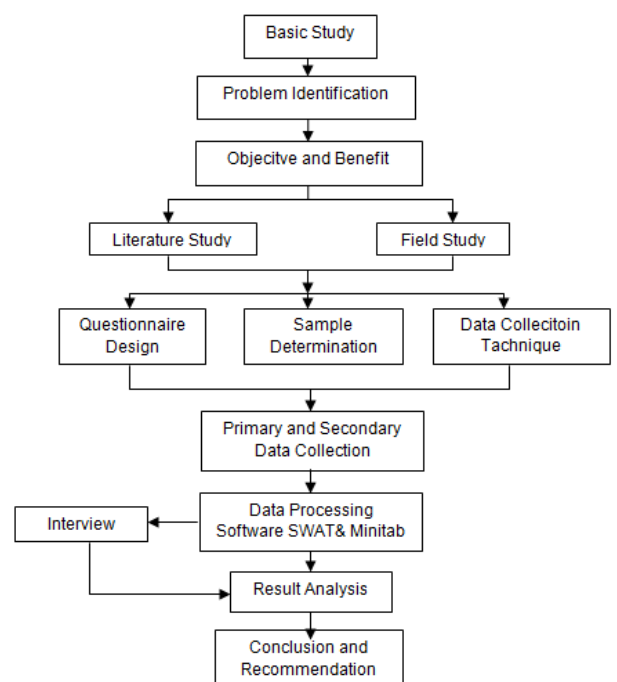 Basic Study
Problem Identification
Objecitve and Benefit
Literature Study
Field Study
Questionnaire
Design
Sample
Determination
Data Collecitoin
Tachnique
Primary and Secondary
Data Collection
Data Processing
Software SWAT& Minitab
Interview
Result Analysis
Conclusion and
Recommendation